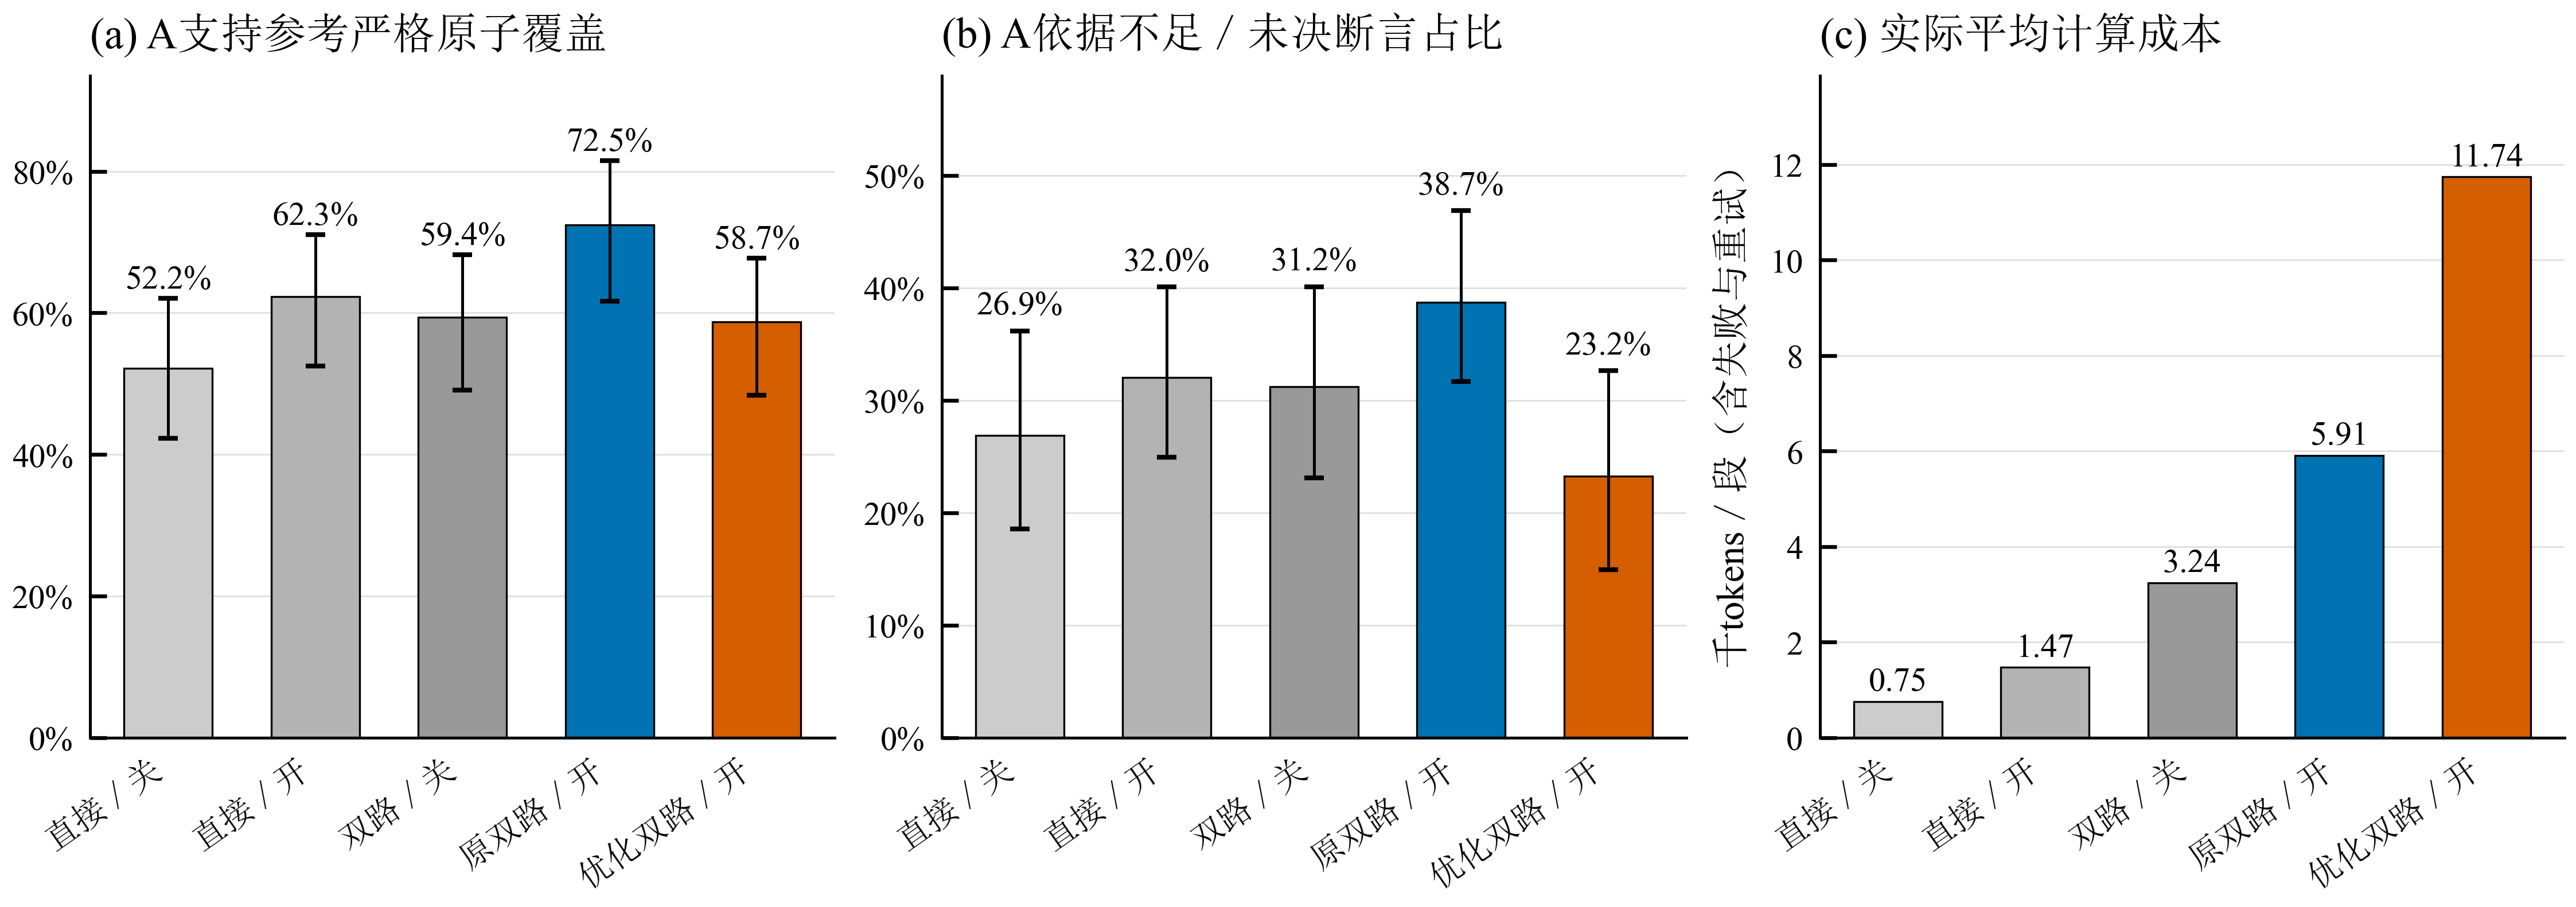 (a) A支持参考严格原子覆盖
80%
60%
40%
20%
0%
52.2%
62.3%
59.4%
72.5%
58.7%
直接 / 关
直接 / 开
双路 / 关
原双路 / 开
优化双路 / 开
(b) A依据不足 / 未决断言占比
50%
40%
30%
20%
10%
0%
26.9%
32.0%
31.2%
38.7%
23.2%
直接 / 关
直接 / 开
双路 / 关
原双路 / 开
优化双路 / 开
(c) 实际平均计算成本
千tokens / 段（含失败与重试）
12
10
8
6
4
2
0
0.75
1.47
3.24
5.91
11.74
直接 / 关
直接 / 开
双路 / 关
原双路 / 开
优化双路 / 开